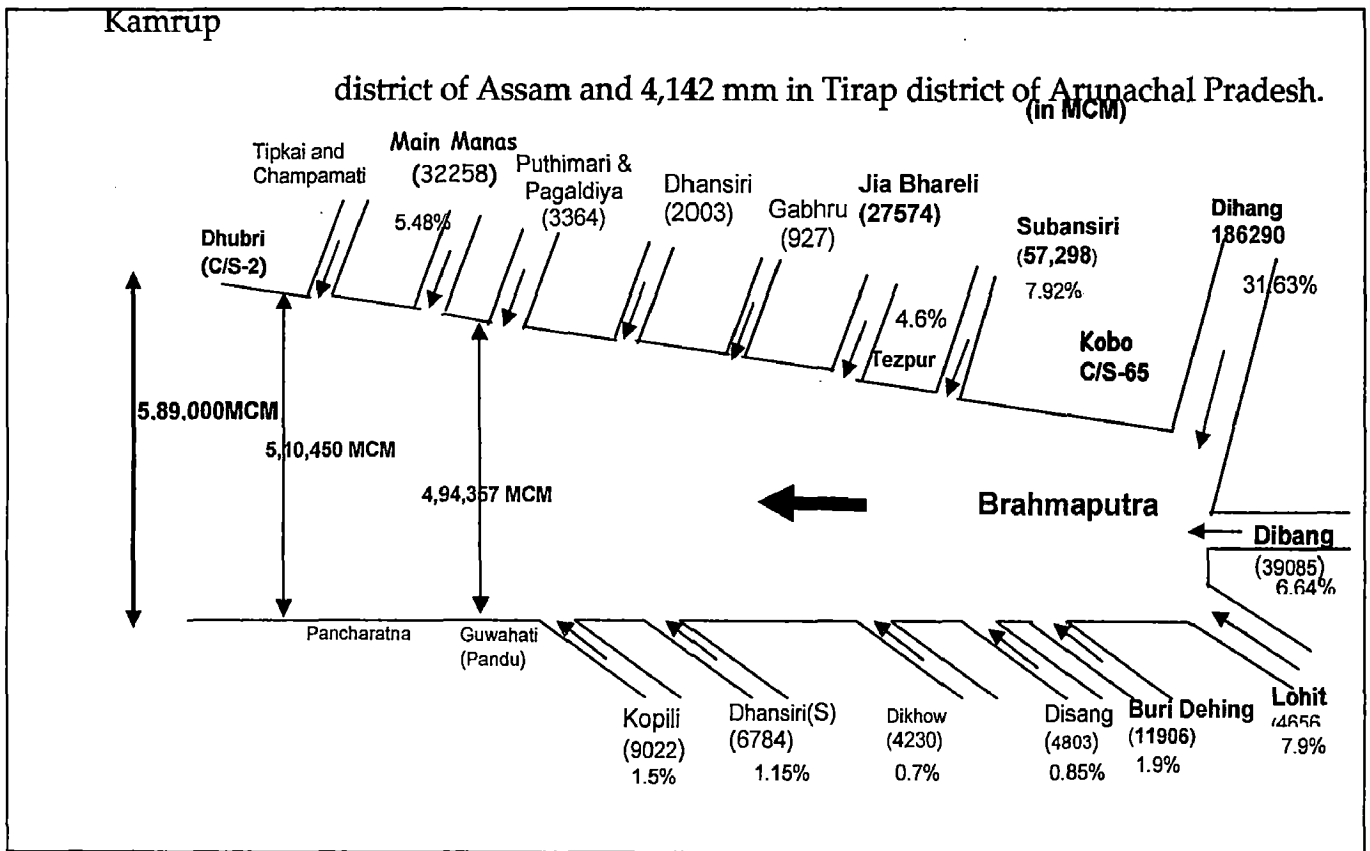 Kamrup
district of Assam and 4,142 mm in Tirap district of Arunachal Pradesh.
(in MCM)
Tipkai and
Champamati
Main Manas
(32258)
5.48%
Puthimari &
Pagaldiya
(3364)
Dhansiri
(2003)
Gabhru
(927)
Jia Bhareli
(27574)
4.6%
Tezpur
Subansiri
(57,298)
7.92%
Dihang
186290
31.63%
Dhubri
(C/S-2)
Kobo
C/S-65
5.89,000MCM
5,10,450 MCM
4,94,357 MCM
Brahmaputra
Dibang
(39085)
6.64%
Pancharatna
Guwahati
(Pandu)
Kopili
(9022)
1.5%
Dhansiri(S)
(6784)
1.15%
Dikhow
(4230)
0.7%
Disang
(4803)
0.85%
Buri Dehing
(11906)
1.9%
Lohit
(4656
7.9%